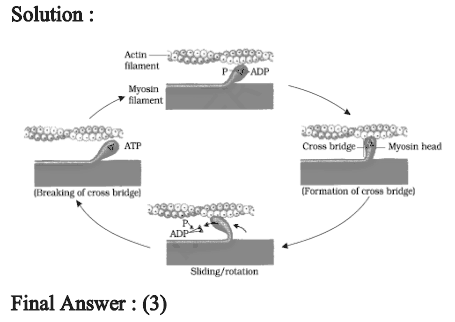 Solution :
Actin
filament
P ADP
Myosin
filament
ATP
(Breaking of cross bridge)
Cross bridge Myosin head
(Formation of cross bridge)
P
ADP
Sliding/rotation
Final Answer : (3)